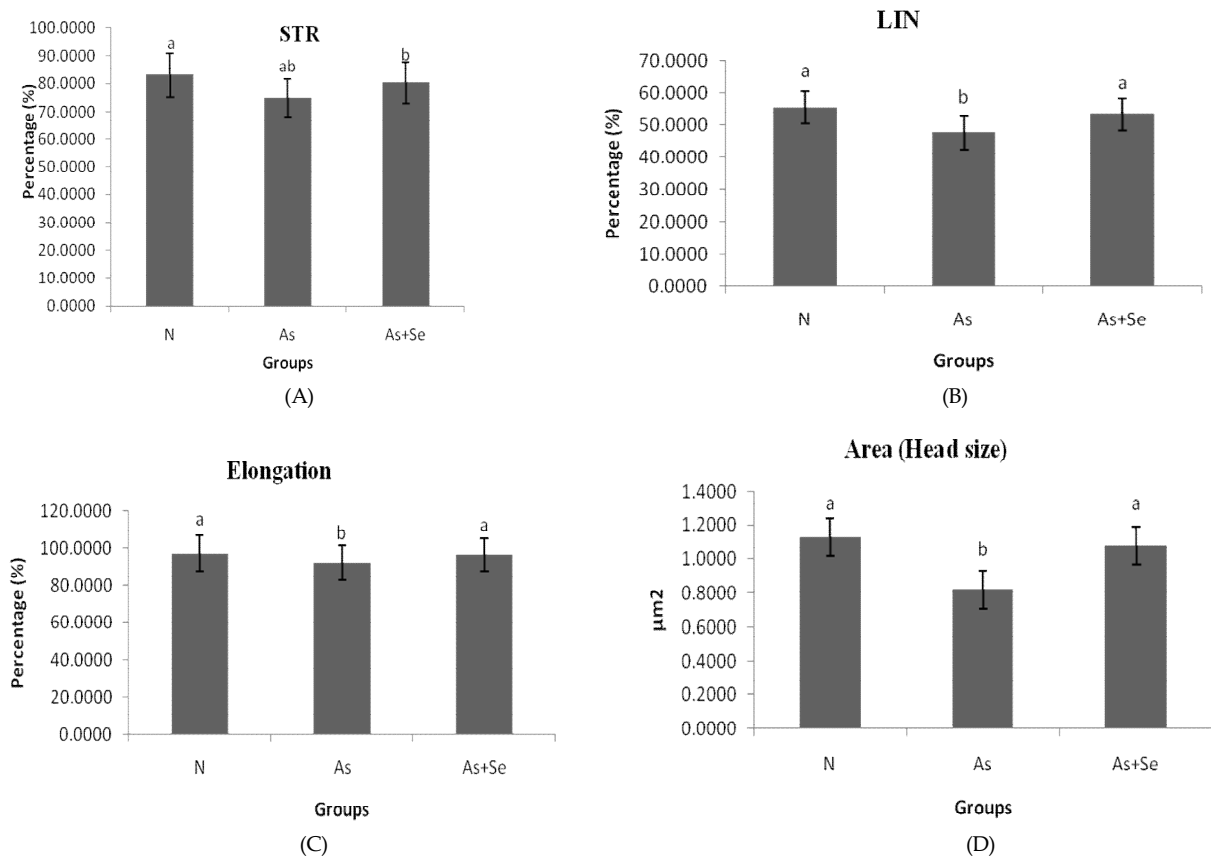 STR
100.0000
90.0000
80.0000
70.0000
60.0000
50.0000
40.0000
30.0000
20.0000
10.0000
0.0000
Percentage (%)
a
ab
b
N As As+Se
Groups
(A)
LIN
70.0000
60.0000
50.0000
40.0000
30.0000
20.0000
10.0000
0.0000
Percentage (%)
a
b
a
N As As+Se
Groups
(B)
Elongation
120.0000
100.0000
80.0000
60.0000
40.0000
20.0000
0.0000
Percentage (%)
a
b
a
N As As+Se
Groups
(C)
Area (Head size)
1.4000
1.2000
1.0000
0.8000
0.6000
0.4000
0.2000
0.0000
µm2
a
b
a
N As As+Se
Groups
(D)